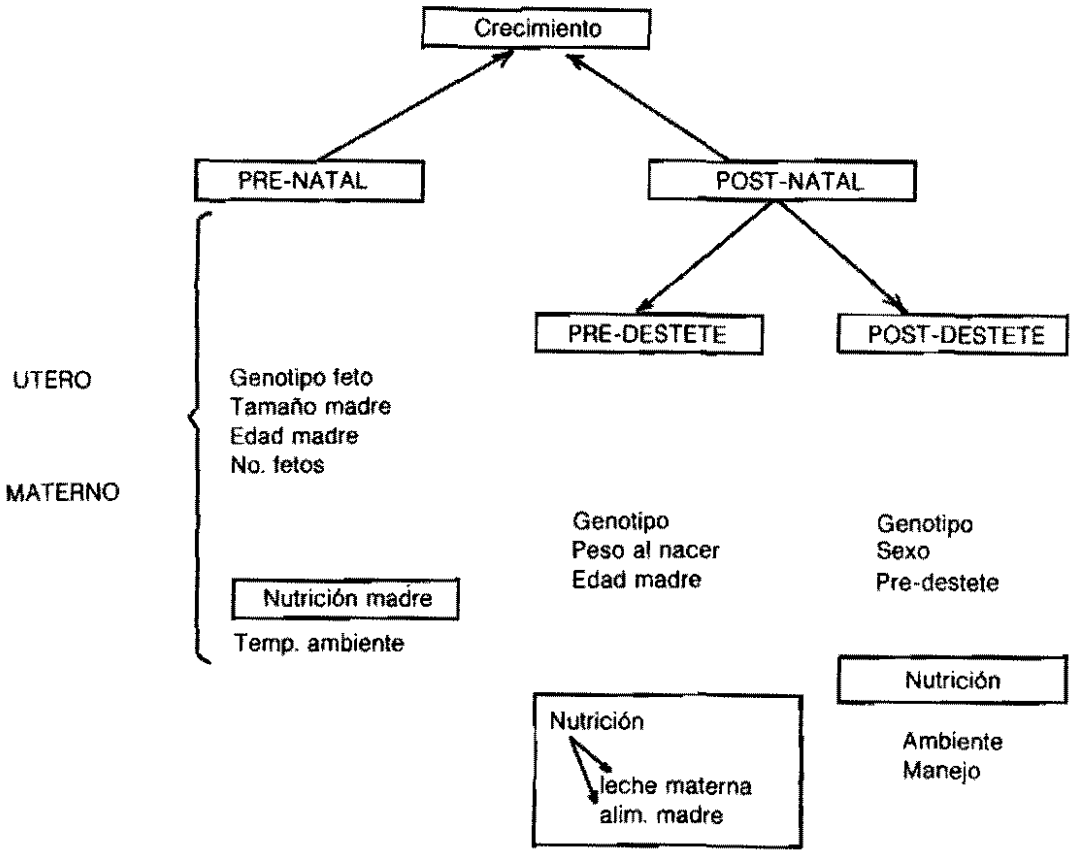 Crecimiento
PRE-NATAL
POST-NATAL
PRE-DESTETE
POST-DESTETE
UTERO
MATERNO
Genotipo feto
Tamaño madre
Edad madre
No. fetos
Nutrición madre
Temp. ambiente
Genotipo
Peso al nacer
Edad madre
Nutrición
leche materna
alim. madre
Genotipo
Sexo
Pre-destete
Nutrición
Ambiente
Manejo